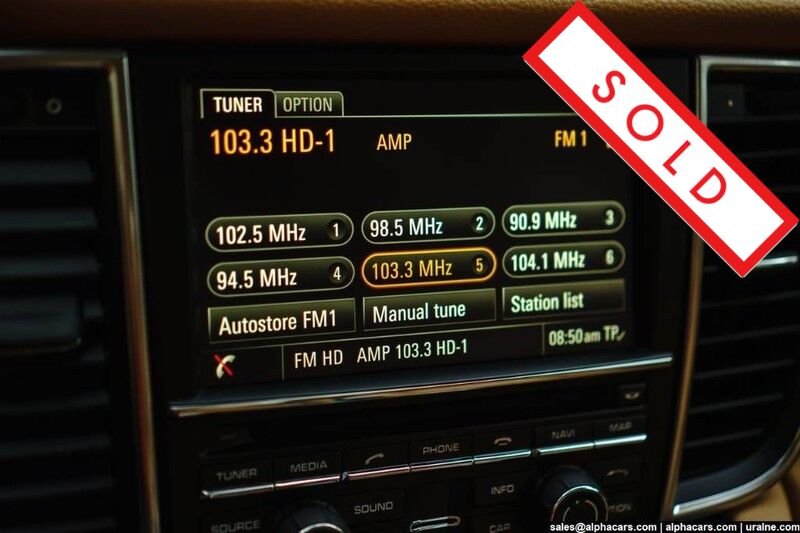 SOLD
TUNER OPTION
103.3 HD-1 AMP FM 1
102.5 MHz 1 98.5 MHz 2 90.9 MHz 3
94.5 MHz 4 103.3 MHz 5 104.1 MHz 6
Autostore FM1 Manual tune Station list
FM HD AMP 103.3 HD-1 08:50am TP
TUNER MEDIA PHONE NAVI MAP
SOURCE SOUND INFO
CAR
sales@alphacars.com | alphacars.com | uralne.com